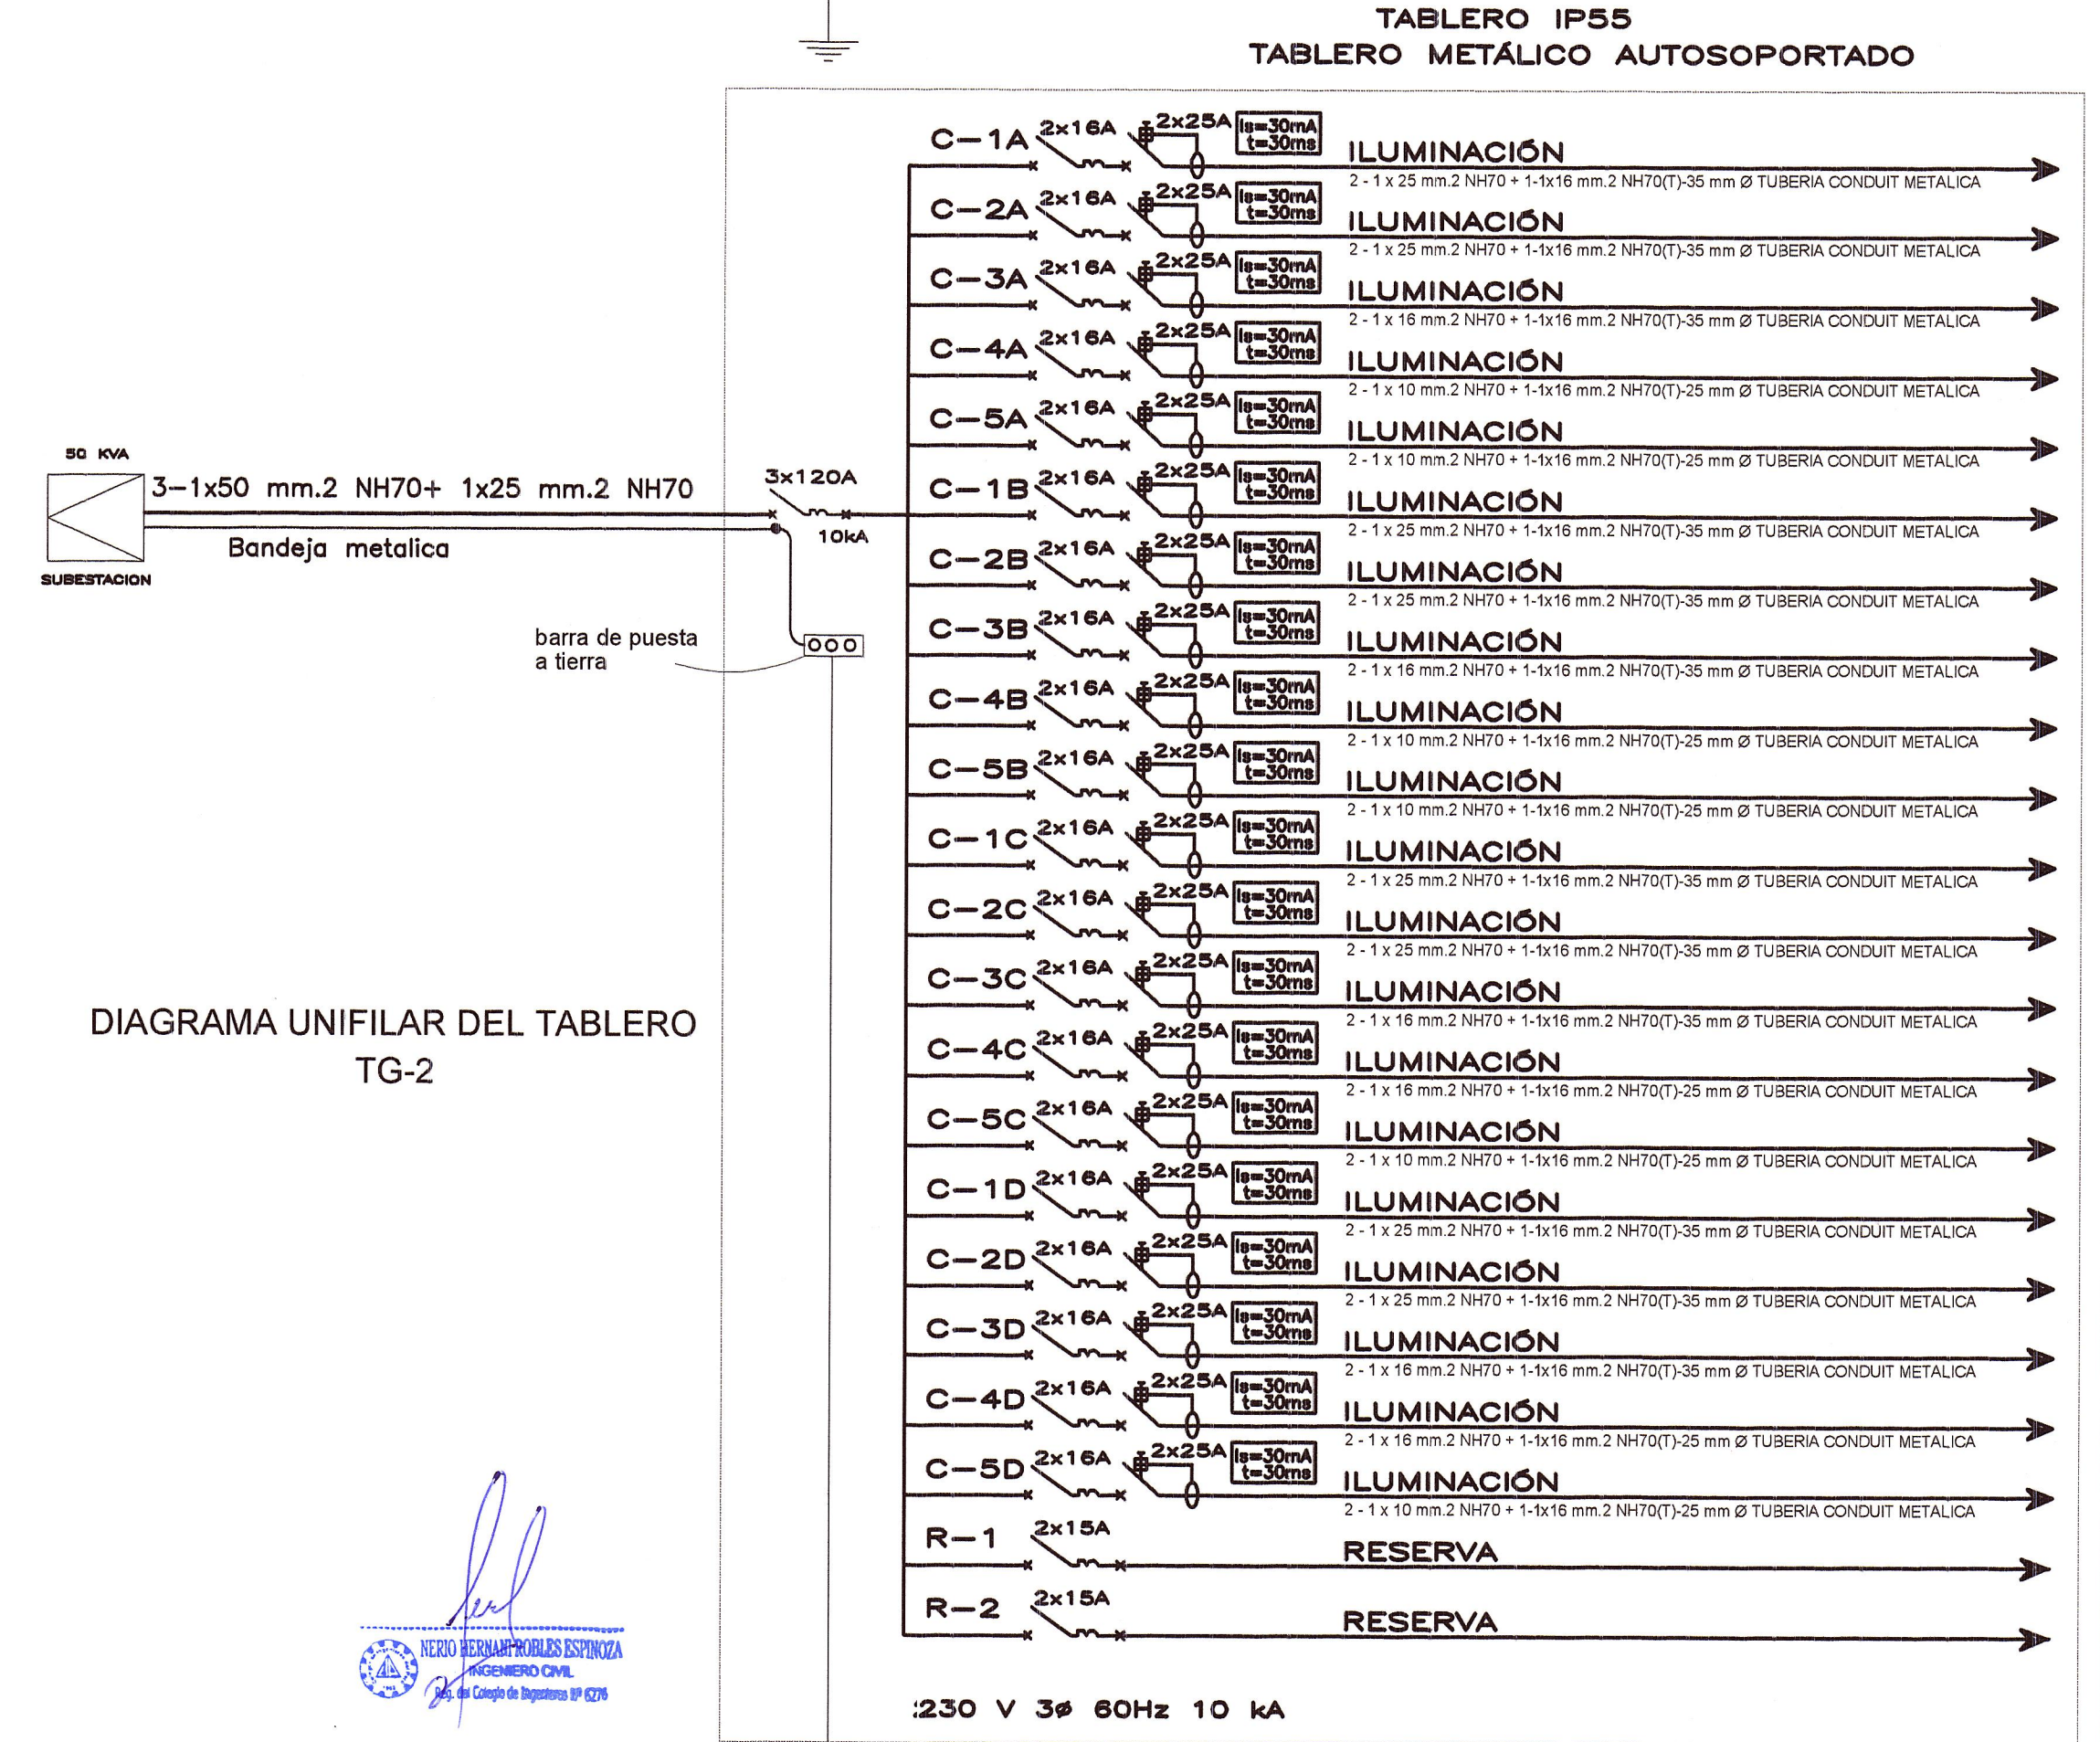 TABLERO IP55
TABLERO METÁLICO AUTOSOPORTADO
C-1A 2x16A 2x25A Is=30mA
t=30ms
ILUMINACIÓN
2 - 1 x 25 mm.2 NH70 + 1-1x16 mm.2 NH70(T)-35 mm Ø TUBERIA CONDUIT METALICA
C-2A 2x16A 2x25A Is=30mA
t=30ms
ILUMINACIÓN
2 - 1 x 25 mm.2 NH70 + 1-1x16 mm.2 NH70(T)-35 mm Ø TUBERIA CONDUIT METALICA
C-3A 2x16A 2x25A Is=30mA
t=30ms
ILUMINACIÓN
2 - 1 x 16 mm.2 NH70 + 1-1x16 mm.2 NH70(T)-35 mm Ø TUBERIA CONDUIT METALICA
C-4A 2x16A 2x25A Is=30mA
t=30ms
ILUMINACIÓN
2 - 1 x 10 mm.2 NH70 + 1-1x16 mm.2 NH70(T)-25 mm Ø TUBERIA CONDUIT METALICA
C-5A 2x16A 2x25A Is=30mA
t=30ms
ILUMINACIÓN
2 - 1 x 10 mm.2 NH70 + 1-1x16 mm.2 NH70(T)-25 mm Ø TUBERIA CONDUIT METALICA
50 KVA
3-1x50 mm.2 NH70+ 1x25 mm.2 NH70
Bandeja metalica
SUBESTACION
3x120A
10kA
barra de puesta
a tierra
C-1B 2x16A 2x25A Is=30mA
t=30ms
ILUMINACIÓN
2 - 1 x 25 mm.2 NH70 + 1-1x16 mm.2 NH70(T)-35 mm Ø TUBERIA CONDUIT METALICA
C-2B 2x16A 2x25A Is=30mA
t=30ms
ILUMINACIÓN
2 - 1 x 25 mm.2 NH70 + 1-1x16 mm.2 NH70(T)-35 mm Ø TUBERIA CONDUIT METALICA
C-3B 2x16A 2x25A Is=30mA
t=30ms
ILUMINACIÓN
2 - 1 x 16 mm.2 NH70 + 1-1x16 mm.2 NH70(T)-35 mm Ø TUBERIA CONDUIT METALICA
C-4B 2x16A 2x25A Is=30mA
t=30ms
ILUMINACIÓN
2 - 1 x 10 mm.2 NH70 + 1-1x16 mm.2 NH70(T)-25 mm Ø TUBERIA CONDUIT METALICA
C-5B 2x16A 2x25A Is=30mA
t=30ms
ILUMINACIÓN
2 - 1 x 10 mm.2 NH70 + 1-1x16 mm.2 NH70(T)-25 mm Ø TUBERIA CONDUIT METALICA
C-1C 2x16A 2x25A Is=30mA
t=30ms
ILUMINACIÓN
2 - 1 x 25 mm.2 NH70 + 1-1x16 mm.2 NH70(T)-35 mm Ø TUBERIA CONDUIT METALICA
C-2C 2x16A 2x25A Is=30mA
t=30ms
ILUMINACIÓN
2 - 1 x 25 mm.2 NH70 + 1-1x16 mm.2 NH70(T)-35 mm Ø TUBERIA CONDUIT METALICA
C-3C 2x16A 2x25A Is=30mA
t=30ms
ILUMINACIÓN
2 - 1 x 16 mm.2 NH70 + 1-1x16 mm.2 NH70(T)-35 mm Ø TUBERIA CONDUIT METALICA
DIAGRAMA UNIFILAR DEL TABLERO
TG-2
C-4C 2x16A 2x25A Is=30mA
t=30ms
ILUMINACIÓN
2 - 1 x 16 mm.2 NH70 + 1-1x16 mm.2 NH70(T)-25 mm Ø TUBERIA CONDUIT METALICA
C-5C 2x16A 2x25A Is=30mA
t=30ms
ILUMINACIÓN
2 - 1 x 10 mm.2 NH70 + 1-1x16 mm.2 NH70(T)-25 mm Ø TUBERIA CONDUIT METALICA
C-1D 2x16A 2x25A Is=30mA
t=30ms
ILUMINACIÓN
2 - 1 x 25 mm.2 NH70 + 1-1x16 mm.2 NH70(T)-35 mm Ø TUBERIA CONDUIT METALICA
C-2D 2x16A 2x25A Is=30mA
t=30ms
ILUMINACIÓN
2 - 1 x 25 mm.2 NH70 + 1-1x16 mm.2 NH70(T)-35 mm Ø TUBERIA CONDUIT METALICA
C-3D 2x16A 2x25A Is=30mA
t=30ms
ILUMINACIÓN
2 - 1 x 16 mm.2 NH70 + 1-1x16 mm.2 NH70(T)-35 mm Ø TUBERIA CONDUIT METALICA
C-4D 2x16A 2x25A Is=30mA
t=30ms
ILUMINACIÓN
2 - 1 x 16 mm.2 NH70 + 1-1x16 mm.2 NH70(T)-25 mm Ø TUBERIA CONDUIT METALICA
C-5D 2x16A 2x25A Is=30mA
t=30ms
ILUMINACIÓN
2 - 1 x 10 mm.2 NH70 + 1-1x16 mm.2 NH70(T)-25 mm Ø TUBERIA CONDUIT METALICA
R-1 2x15A RESERVA
R-2 2x15A RESERVA
NERIO HERNANI ROBLES ESPINOZA
INGENIERO CIVIL
Reg. del Colegio de Ingenieros Nº 6276
230 V 3ø 60Hz 10 kA